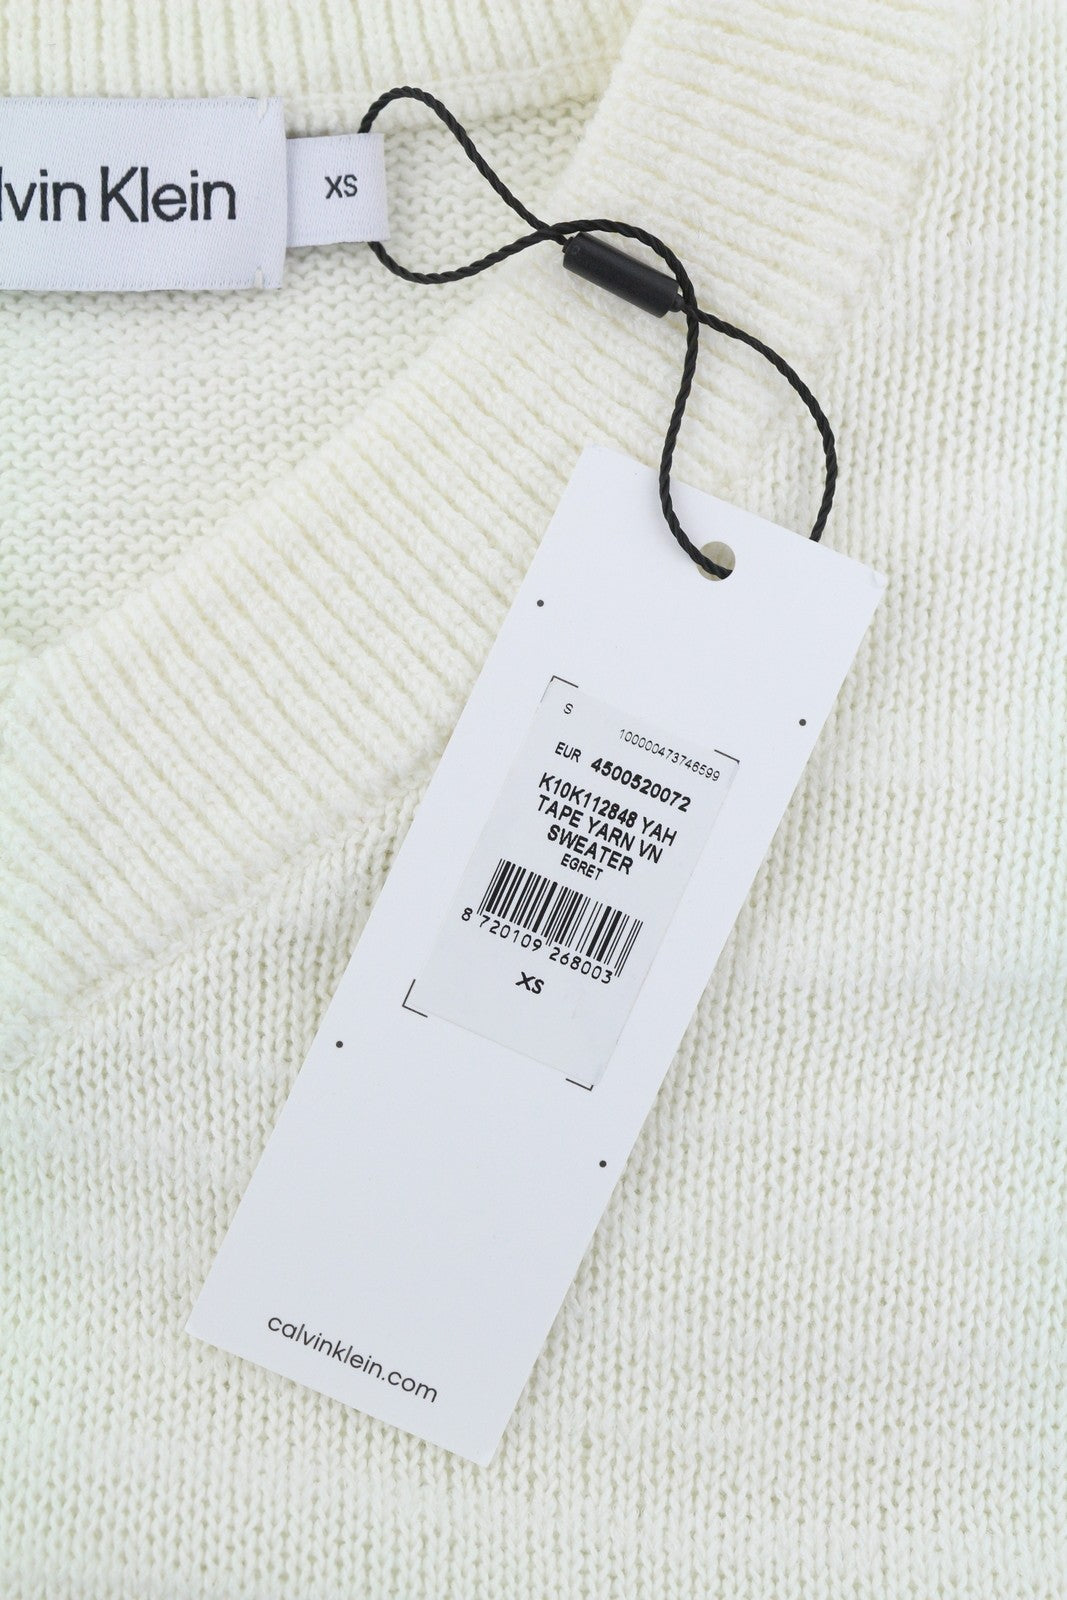 lvin Klein
XS
S
100000473746599
EUR 4500520072
K10K112848 YAH
TAPE YARN VN
SWEATER
EGRET
8 720109 268003
XS
calvinklein.com